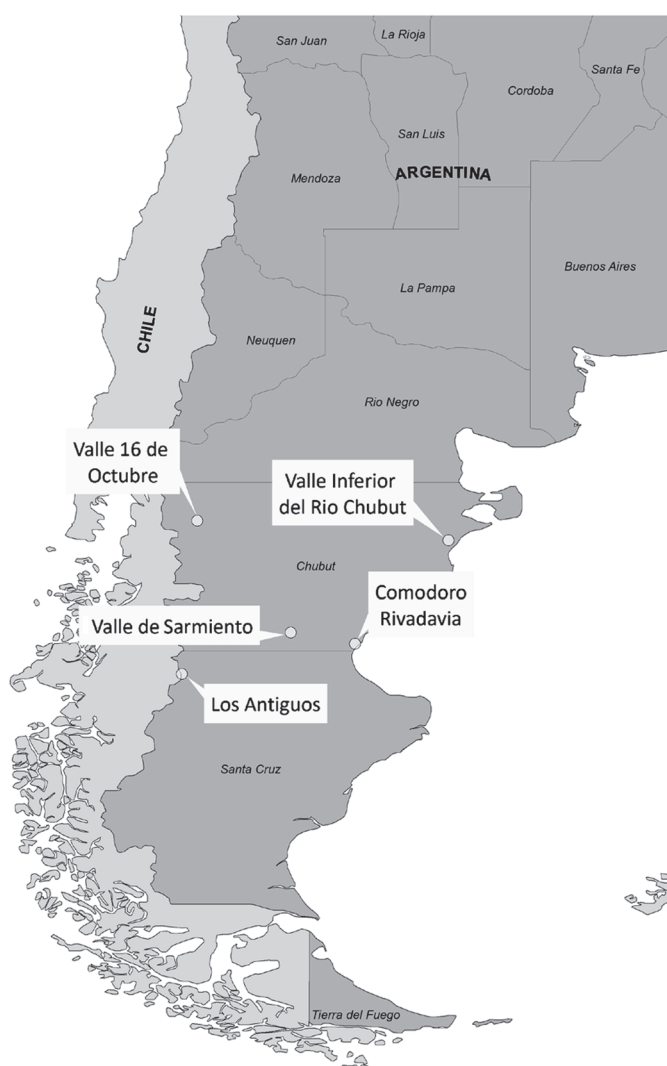 San Juan
La Rioja
Santa Fe
Cordoba
San Luis
ARGENTINA
Mendoza
Buenos Aires
La Pampa
CHILE
Neuquen
Rio Negro
Valle 16 de
Octubre
Valle Inferior
del Rio Chubut
Chubut
Comodoro
Rivadavia
Valle de Sarmiento
Los Antiguos
Santa Cruz
Tierra del Fuego